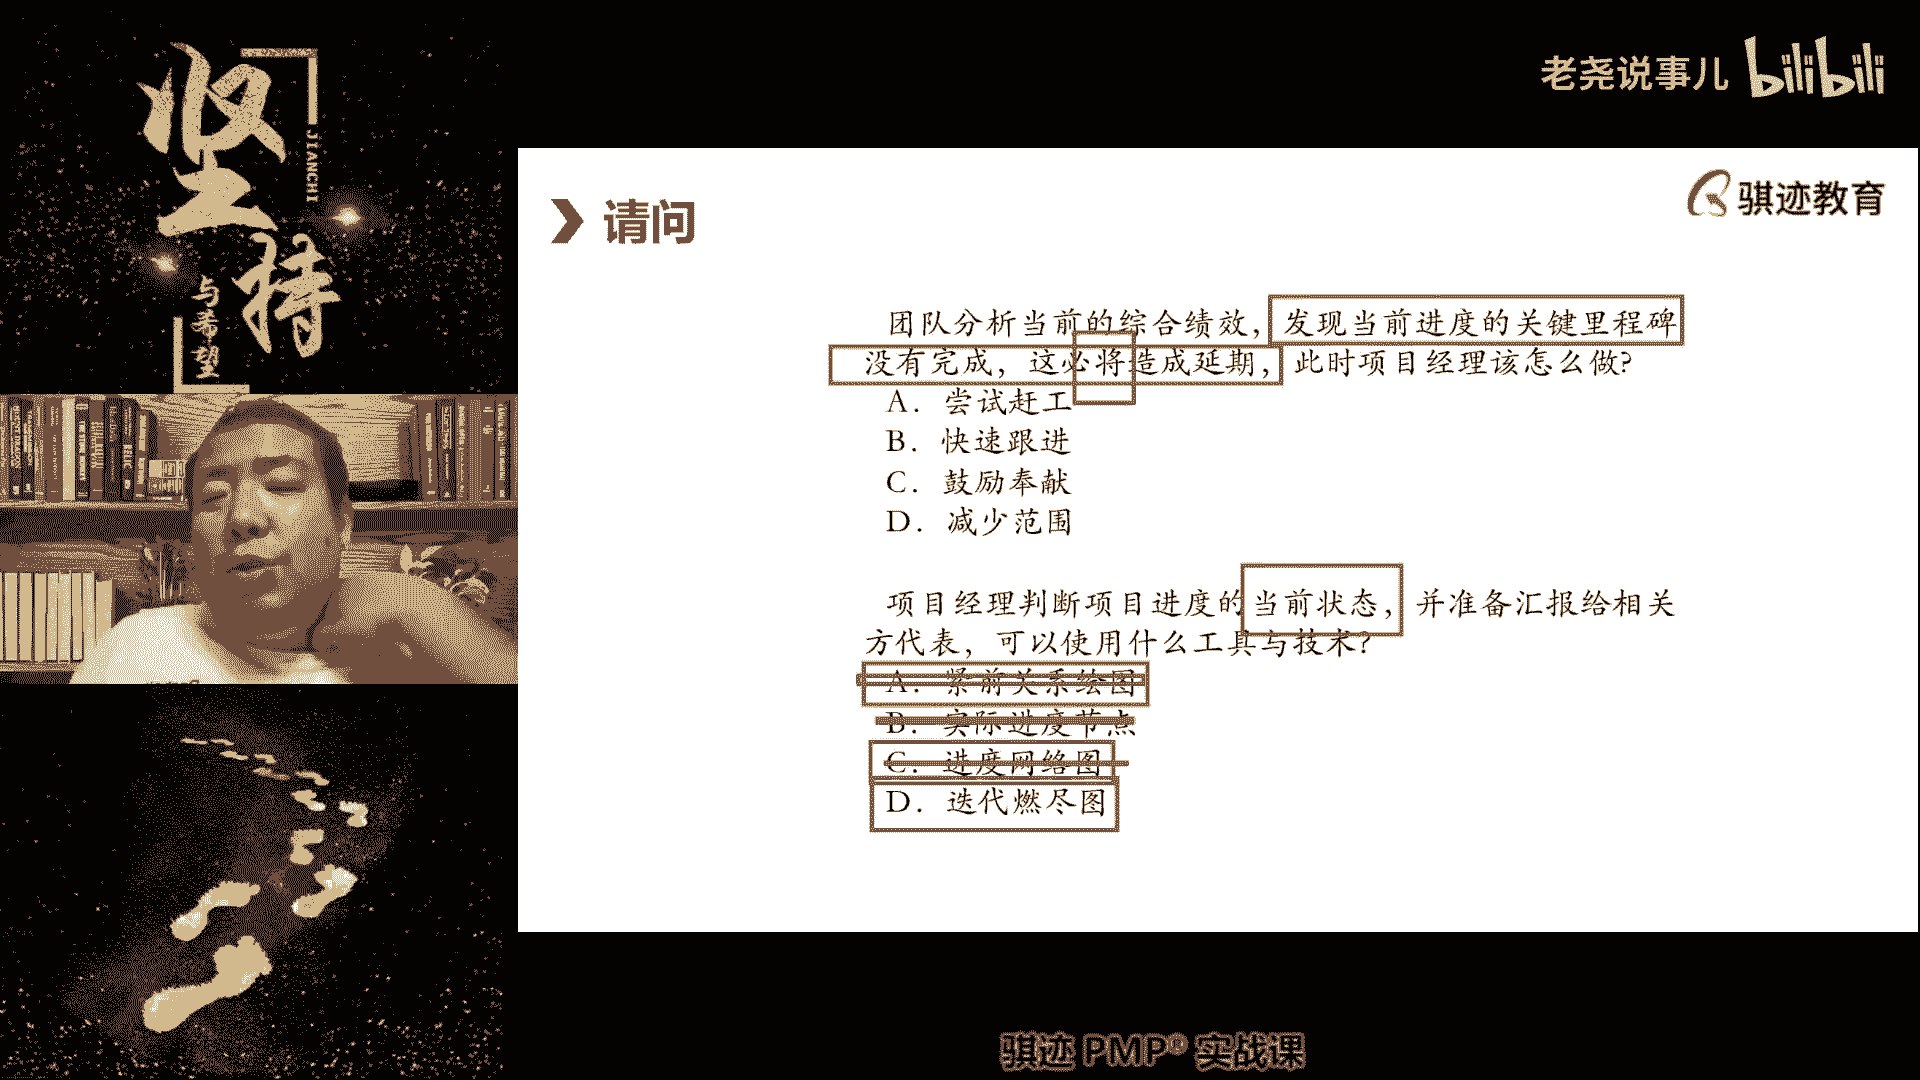 坚持
JIANCHI
与希望
老尧说事儿 bilibili
骐迹教育
请问
团队分析当前的综合绩效，发现当前进度的关键里程碑
没有完成，这必将造成延期，此时项目经理该怎么做?
A. 尝试赶工
B. 快速跟进
C. 鼓励奉献
D. 减少范围
项目经理判断项目进度的当前状态，并准备汇报给相关
方代表，可以使用什么工具与技术?
A. 紧前关系绘图
B. 实际进度节点
C. 进度网络图
D. 迭代燃尽图
骐迹 PMP® 实战课